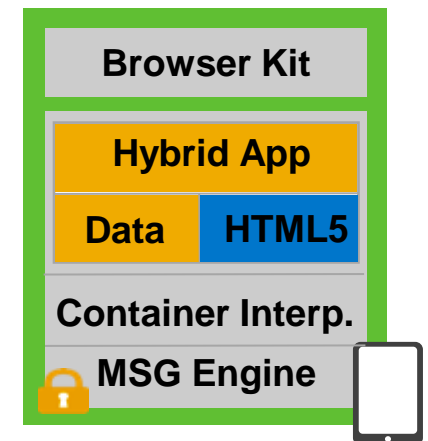 Browser Kit
Hybrid App
Data HTML5
Container Interp.
MSG Engine